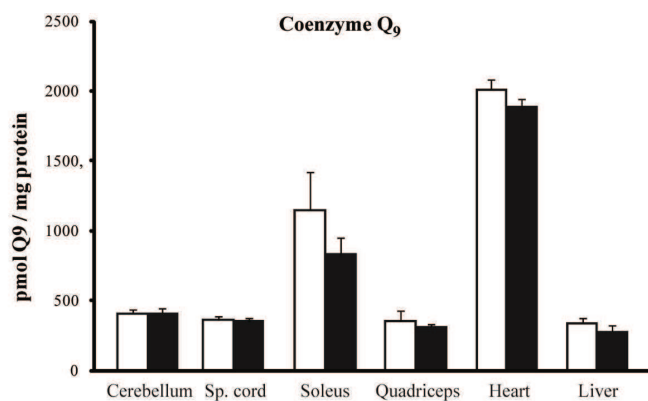 Coenzyme Q9
pmol Q9 / mg protein
2500
2000
1500,
1000
500
0
Cerebellum Sp. cord Soleus Quadriceps Heart Liver